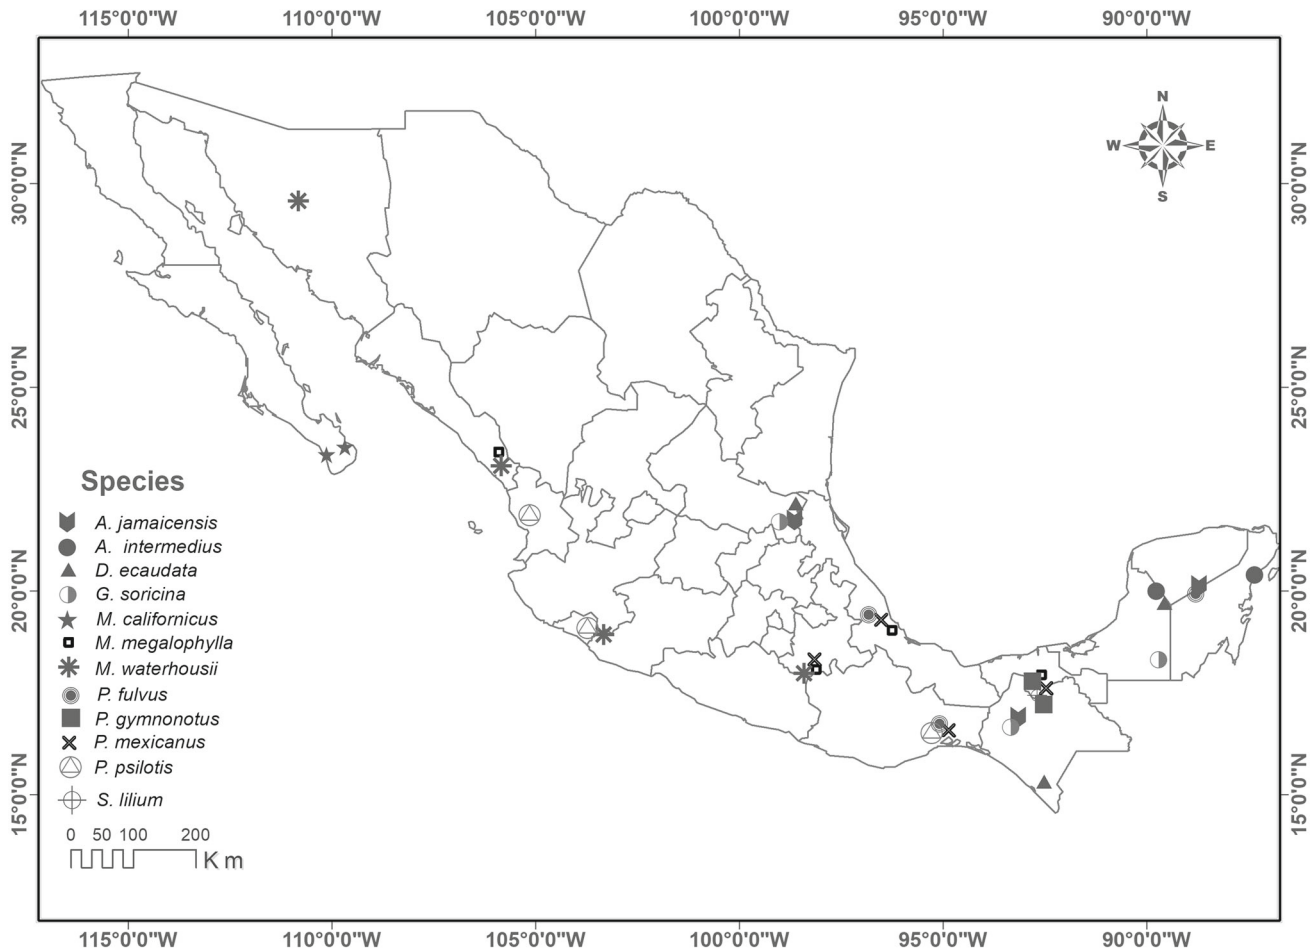 115°0'0"W 110°0'0"W 105°0'0"W 100°0'0"W 95°0'0"W 90°0'0"W
N
W E
S
30°0'0"N 30°0'0"N
25°0'0"N 25°0'0"N
20°0'0"N 20°0'0"N
15°0'0"N 15°0'0"N
Species
A. jamaicensis
A. intermedius
D. ecaudata
G. soricina
M. californicus
M. megalophylla
M. waterhousii
P. fulvus
P. gymnonotus
P. mexicanus
P. psilotis
S. lilium
0 50 100 200
Km
115°0'0"W 110°0'0"W 105°0'0"W 100°0'0"W 95°0'0"W 90°0'0"W